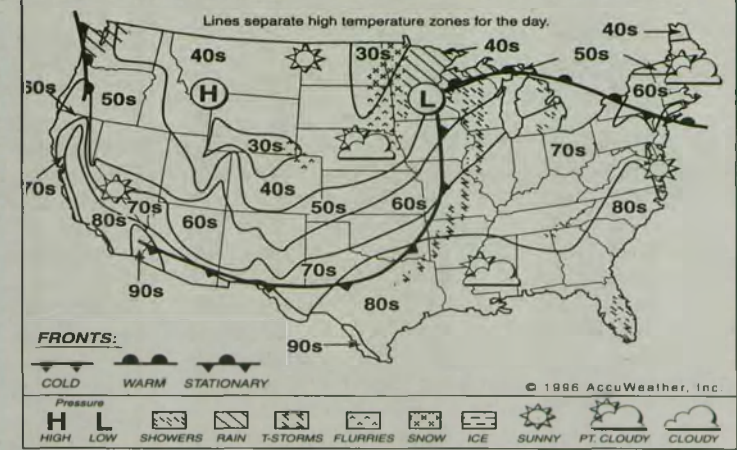 Lines separate high temperature zones for the day.
40s
30s
40s
50s
40s
60s
50s
H
L
60s
30s
70s
70s
40s
80s
70s
60s
50s
60s
80s
90s
70s
80s
90s
FRONTS:
COLD WARM STATIONARY
© 1996 AccuWeather, Inc.
Pressure
H L
HIGH LOW SHOWERS RAIN T-STORMS FLURRIES SNOW ICE SUNNY PT. CLOUDY CLOUDY